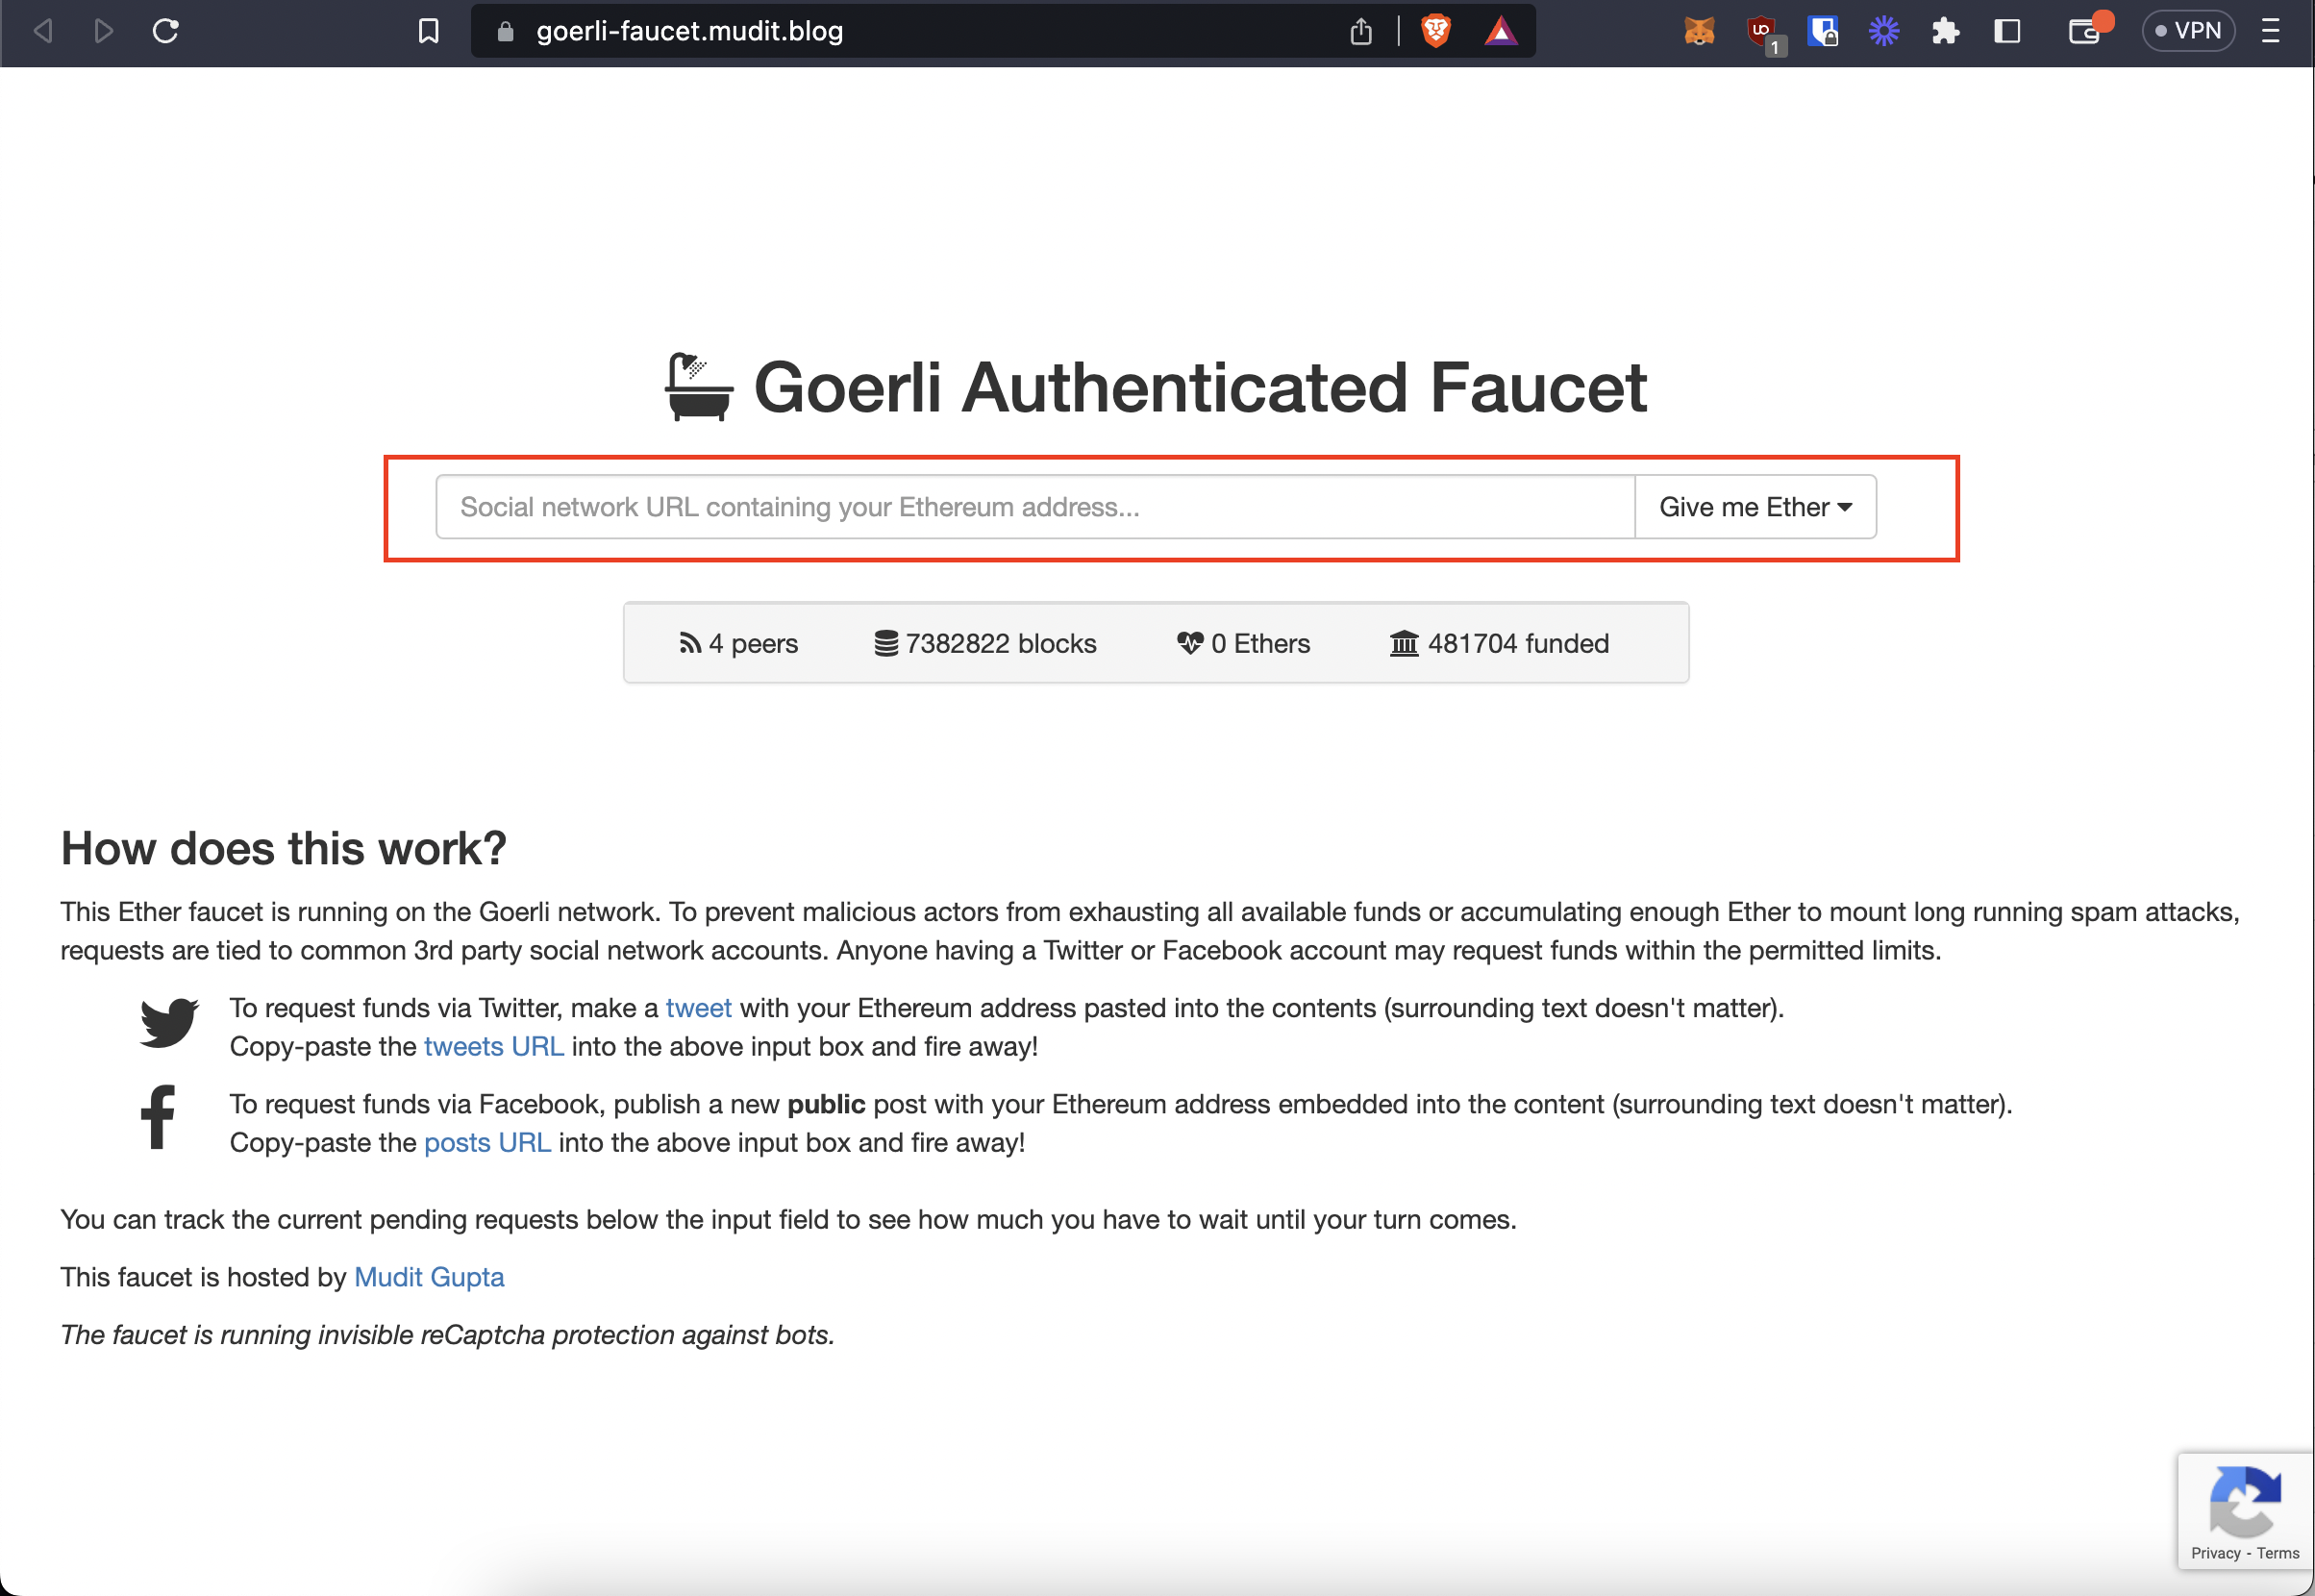 goerli-faucet.mudit.blog
1
VPN
Goerli Authenticated Faucet
Social network URL containing your Ethereum address...
Give me Ether
4 peers
7382822 blocks
0 Ethers
481704 funded
How does this work?
This Ether faucet is running on the Goerli network. To prevent malicious actors from exhausting all available funds or accumulating enough Ether to mount long running spam attacks,
requests are tied to common 3rd party social network accounts. Anyone having a Twitter or Facebook account may request funds within the permitted limits.
To request funds via Twitter, make a tweet with your Ethereum address pasted into the contents (surrounding text doesn't matter).
Copy-paste the tweets URL into the above input box and fire away!
To request funds via Facebook, publish a new public post with your Ethereum address embedded into the content (surrounding text doesn't matter).
Copy-paste the posts URL into the above input box and fire away!
You can track the current pending requests below the input field to see how much you have to wait until your turn comes.
This faucet is hosted by Mudit Gupta
The faucet is running invisible reCaptcha protection against bots.
Privacy - Terms